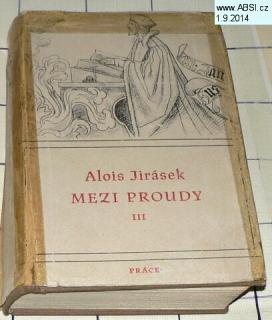 www.ABSI.cz
1.9.2014
Alois Jirásek
MEZI PROUDY
III
PRÁCE